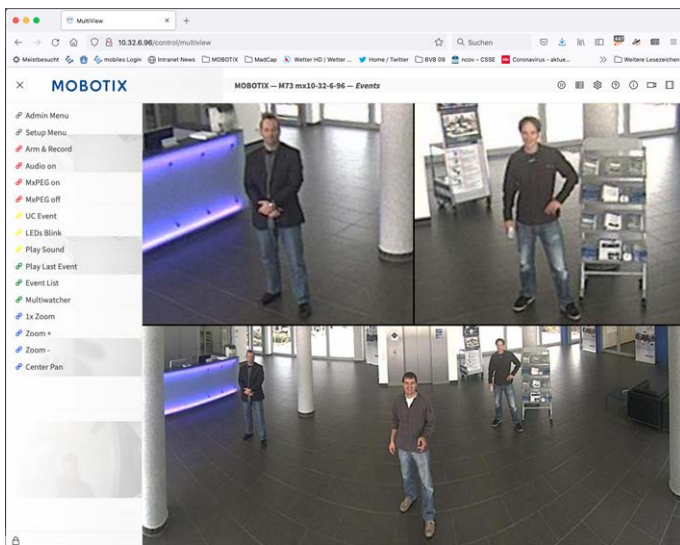 MultiView
10.32.6.96/control/multiview
Suchen
Meistbesucht
mobiles Login
Intranet News
MOBOTIX
MadCap
Wetter HD | Wetter ...
Home / Twitter
BVB 09
ncov – CSSE
Coronavirus - aktue...
Weitere Lesezeichen
MOBOTIX
MOBOTIX — M73 mx10-32-6-96 — Events
Admin Menu
Setup Menu
Arm & Record
Audio on
MxPEG on
MxPEG off
UC Event
LEDs Blink
Play Sound
Play Last Event
Event List
Multiwatcher
1x Zoom
Zoom +
Zoom -
Center Pan